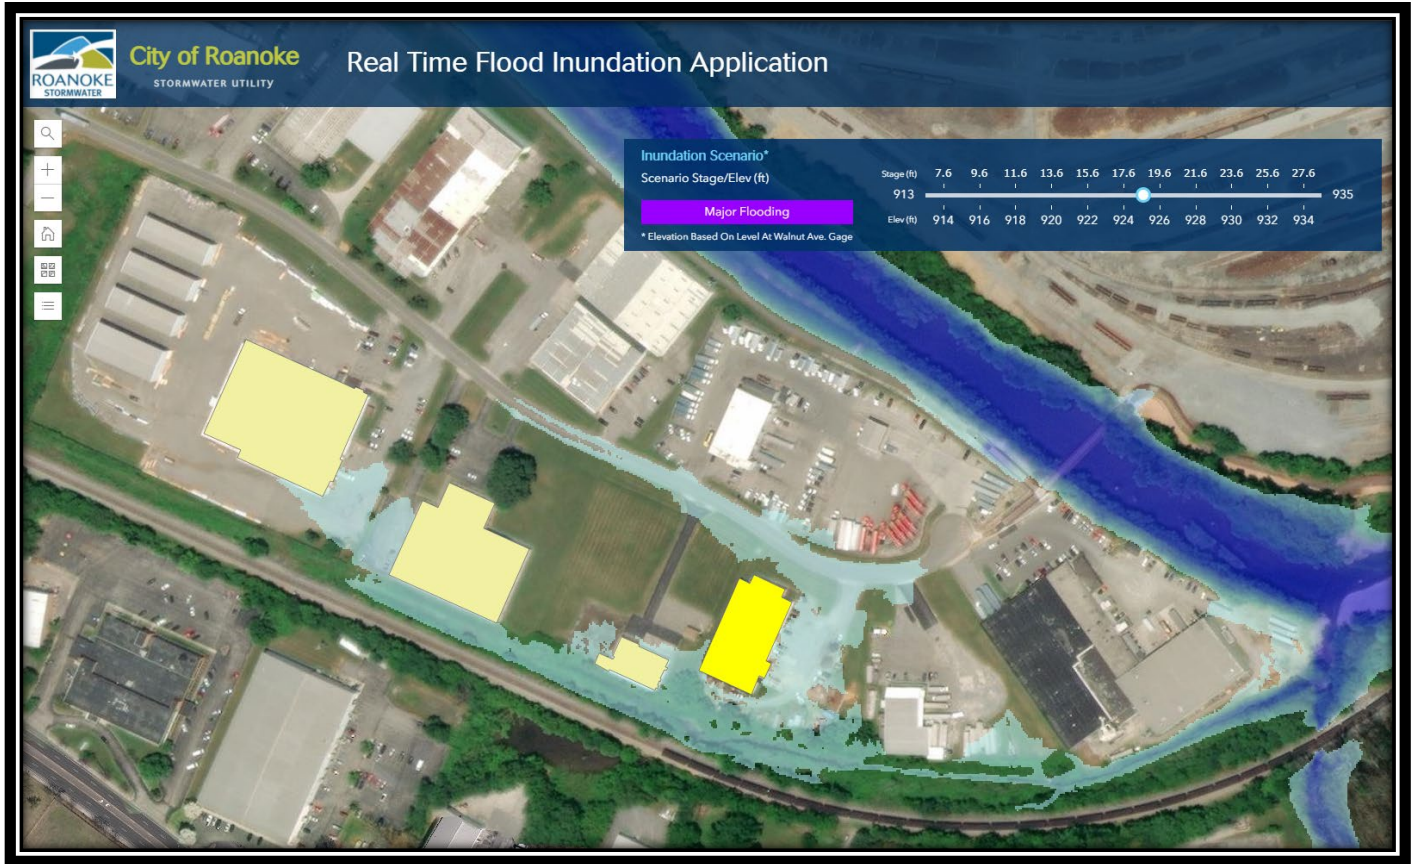 ROANOKE
STORMWATER
City of Roanoke
STORMWATER UTILITY
Real Time Flood Inundation Application
Inundation Scenario*
Scenario Stage/Elev (ft)
Major Flooding
* Elevation Based On Level At Walnut Ave. Gage
Stage (ft) 7.6 9.6 11.6 13.6 15.6 17.6 19.6 21.6 23.6 25.6 27.6
913 935
Elev (ft) 914 916 918 920 922 924 926 928 930 932 934